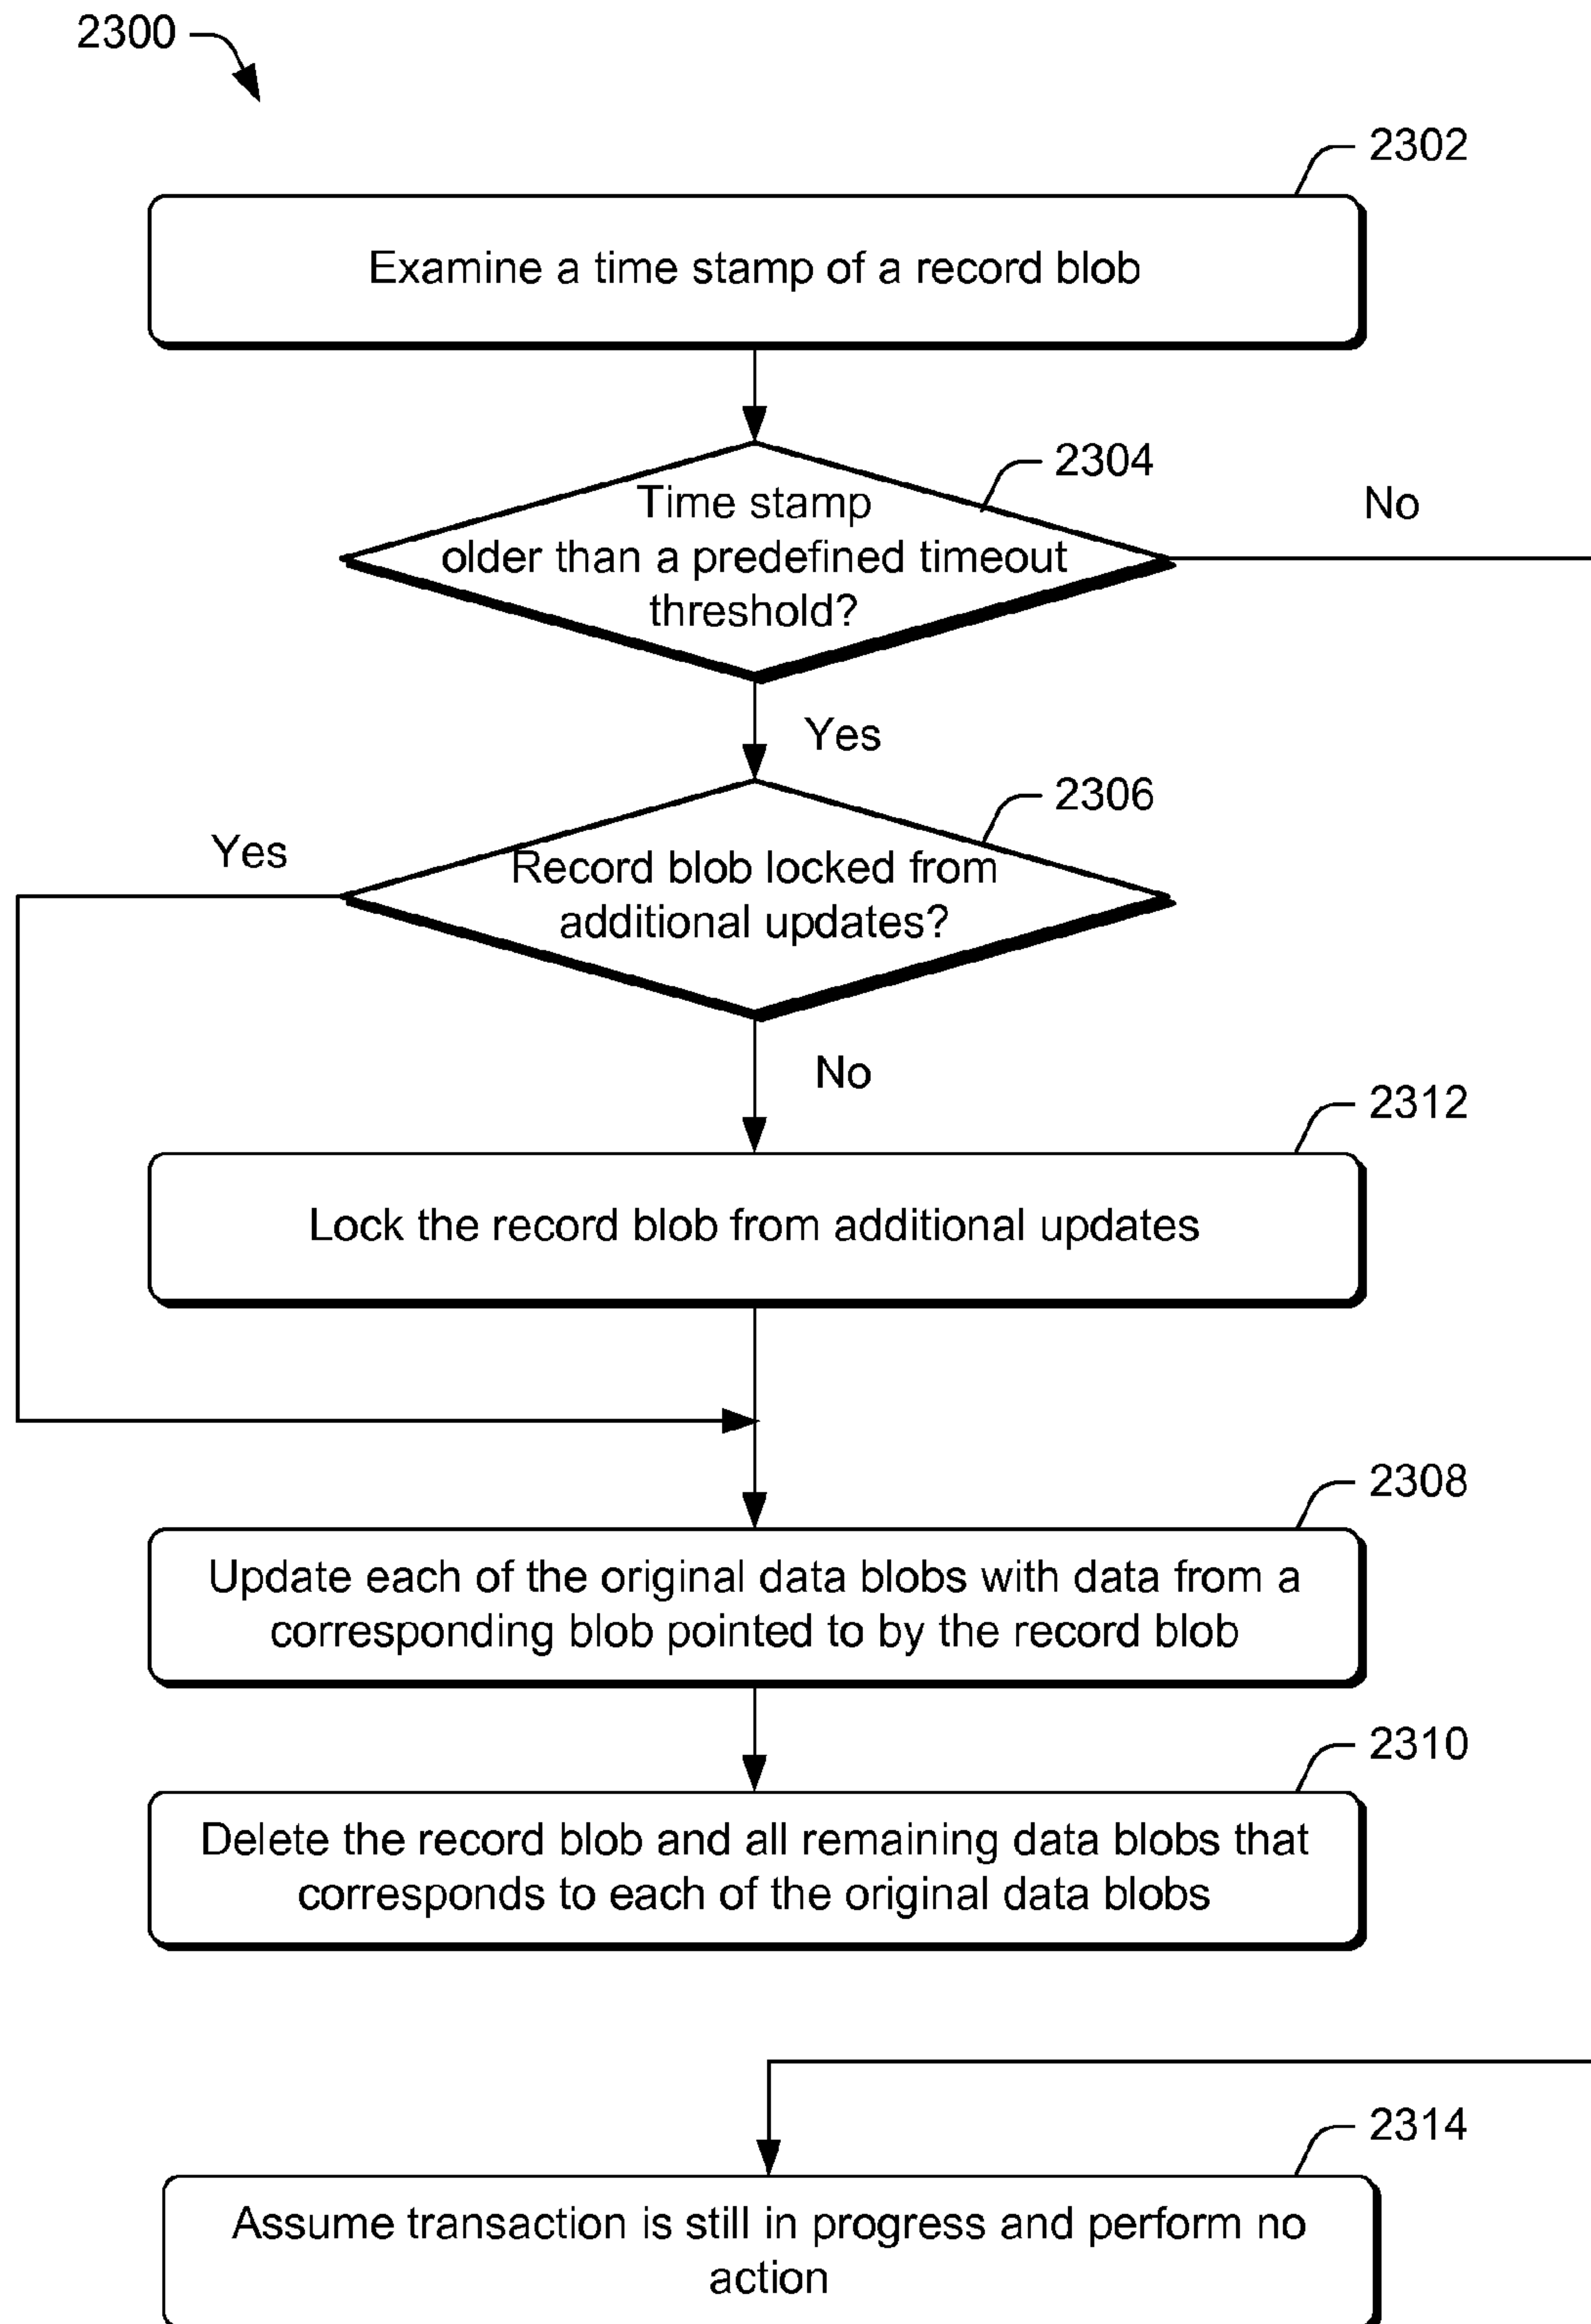 2300
2302
Examine a time stamp of a record blob
2304
Time stamp
older than a predefined timeout
threshold?
No
Yes
2306
Yes
Record blob locked from
additional updates?
No
2312
Lock the record blob from additional updates
2308
Update each of the original data blobs with data from a
corresponding blob pointed to by the record blob
2310
Delete the record blob and all remaining data blobs that
corresponds to each of the original data blobs
2314
Assume transaction is still in progress and perform no
action